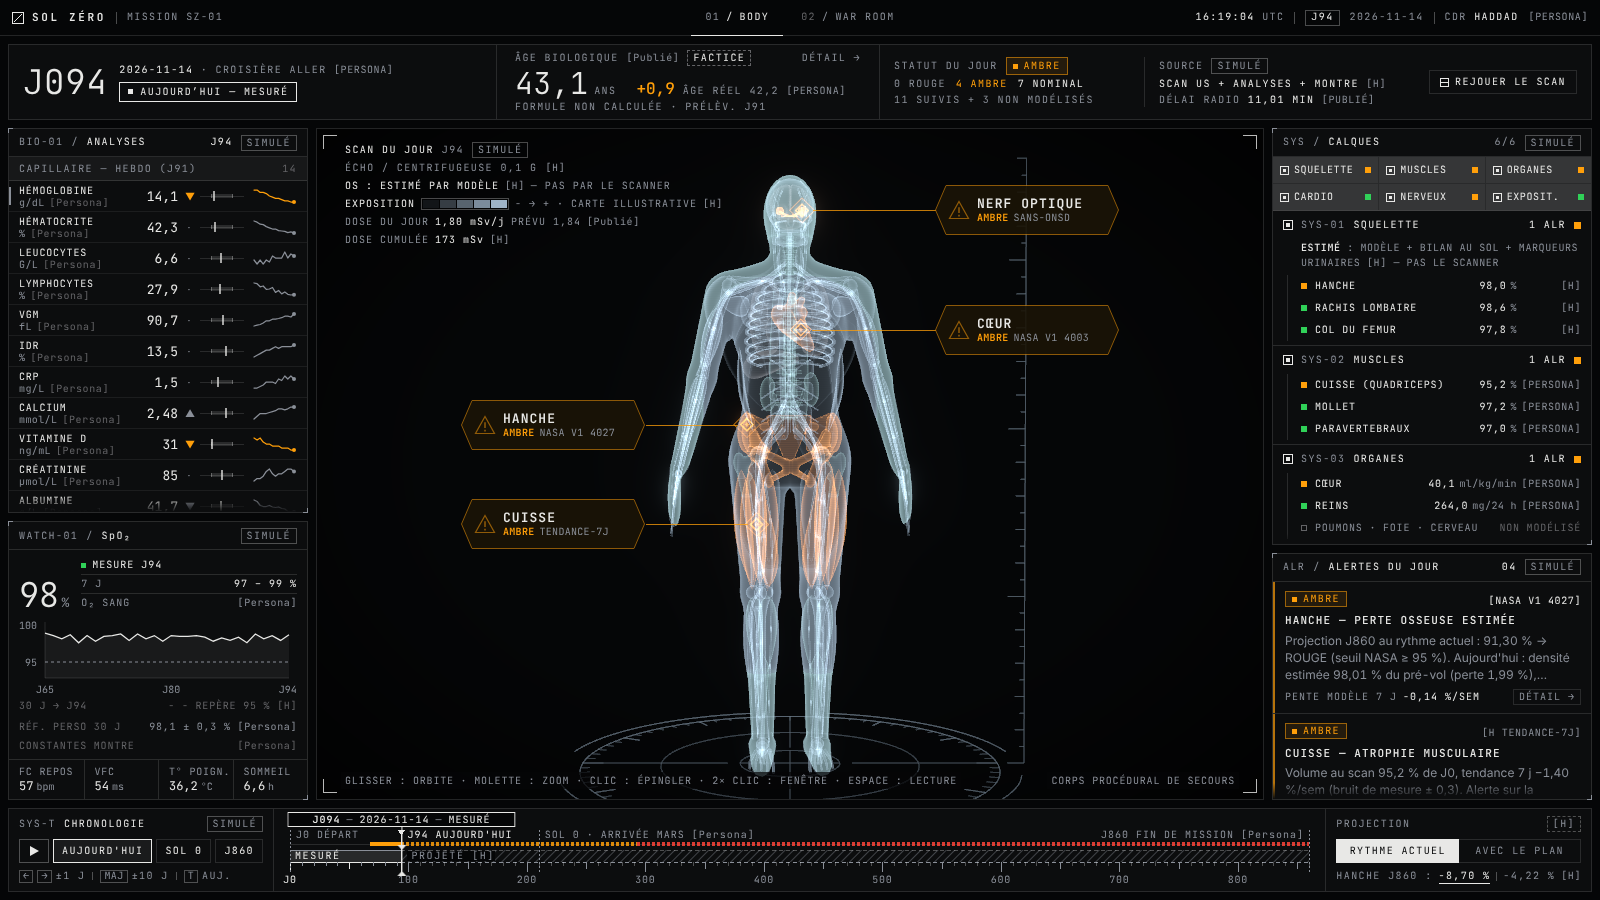 SOL ZÉRO | MISSION SZ-01
01 / BODY
02 / WAR ROOM
16:19:04 UTC | J94 2026-11-14 | CDR HADDAD [PERSONA]
J094
2026-11-14 · CROISIÈRE ALLER [PERSONA]
AUJOURD'HUI — MESURÉ
ÂGE BIOLOGIQUE [Publié] FACTICE
DÉTAIL →
43,1 ANS +0,9 ÂGE RÉEL 42,2 [PERSONA]
FORMULE NON CALCULÉE · PRÉLÈV. J91
STATUT DU JOUR AMBRE
0 ROUGE 4 AMBRE 7 NOMINAL
11 SUIVIS + 3 NON MODÉLISÉS
SOURCE SIMULÉ
SCAN US + ANALYSES + MONTRE [H]
DÉLAI RADIO 11,01 MIN [PUBLIÉ]
REJOUER LE SCAN
BIO-01 / ANALYSES J94 SIMULÉ
CAPILLAIRE — HEBDO (J91) 14
HÉMOGLOBINE
g/dL [Persona] 14,1
HÉMATOCRITE
% [Persona] 42,3
LEUCOCYTES
G/L [Persona] 6,6
LYMPHOCYTES
% [Persona] 27,9
VGM
fL [Persona] 90,7
IDR
% [Persona] 13,5
CRP
mg/L [Persona] 1,5
CALCIUM
mmol/L [Persona] 2,48
VITAMINE D
ng/mL [Persona] 31
CRÉATININE
µmol/L [Persona] 85
ALBUMINE
41,7
WATCH-01 / SpO₂ SIMULÉ
98%
MESURE J94
7 J 97 – 99 %
O₂ SANG [Persona]
100
95
J65 J80 J94
30 J → J94 - - REPÈRE 95 % [H]
RÉF. PERSO 30 J 98,1 ± 0,3 % [Persona]
CONSTANTES MONTRE [Persona]
FC REPOS VFC T° POIGN. SOMMEIL
57 bpm 54 ms 36,2 °C 6,6 h
SCAN DU JOUR J94 SIMULÉ
ÉCHO / CENTRIFUGEUSE 0,1 G [H]
OS : ESTIMÉ PAR MODÈLE [H] — PAS PAR LE SCANNER
EXPOSITION - → + · CARTE ILLUSTRATIVE [H]
DOSE DU JOUR 1,80 mSv/j PRÉVU 1,84 [Publié]
DOSE CUMULÉE 173 mSv [H]
NERF OPTIQUE
AMBRE SANS-ONSD
CŒUR
AMBRE NASA V1 4003
HANCHE
AMBRE NASA V1 4027
CUISSE
AMBRE TENDANCE-7J
GLISSER : ORBITE · MOLETTE : ZOOM · CLIC : ÉPINGLER · 2× CLIC : FENÊTRE · ESPACE : LECTURE
CORPS PROCÉDURAL DE SECOURS
SYS / CALQUES 6/6 SIMULÉ
SQUELETTE MUSCLES ORGANES
CARDIO NERVEUX EXPOSIT.
SYS-01 SQUELETTE 1 ALR
ESTIMÉ : MODÈLE + BILAN AU SOL + MARQUEURS
URINAIRES [H] — PAS LE SCANNER
HANCHE 98,0 % [H]
RACHIS LOMBAIRE 98,6 % [H]
COL DU FEMUR 97,8 % [H]
SYS-02 MUSCLES 1 ALR
CUISSE (QUADRICEPS) 95,2 % [PERSONA]
MOLLET 97,2 % [PERSONA]
PARAVERTEBRAUX 97,0 % [PERSONA]
SYS-03 ORGANES 1 ALR
CŒUR 40,1 ml/kg/min [PERSONA]
REINS 264,0 mg/24 h [PERSONA]
POUMONS · FOIE · CERVEAU NON MODÉLISÉ
ALR / ALERTES DU JOUR 04 SIMULÉ
AMBRE [NASA V1 4027]
HANCHE — PERTE OSSEUSE ESTIMÉE
Projection J860 au rythme actuel : 91,30 % →
ROUGE (seuil NASA ≥ 95 %). Aujourd'hui : densité
estimée 98,01 % du pré-vol (perte 1,99 %),...
PENTE MODÈLE 7 J -0,14 %/SEM DÉTAIL →
AMBRE [H TENDANCE-7J]
CUISSE — ATROPHIE MUSCULAIRE
Volume au scan 95,2 % de J0, tendance 7 j −1,40
%/sem (bruit de mesure ± 0,3). Alerte sur la
SYS-T CHRONOLOGIE SIMULÉ
AUJOURD'HUI SOL 0 J860
← → ±1 J | MAJ ±10 J | T AUJ.
J094 — 2026-11-14 — MESURÉ
J0 DÉPART J94 AUJOURD'HUI SOL 0 · ARRIVÉE MARS [Persona] J860 FIN DE MISSION [Persona]
MESURÉ PROJETÉ [H]
J0 100 200 300 400 500 600 700 800
PROJECTION [H]
RYTHME ACTUEL AVEC LE PLAN
HANCHE J860 : -8,70 % | -4,22 % [H]